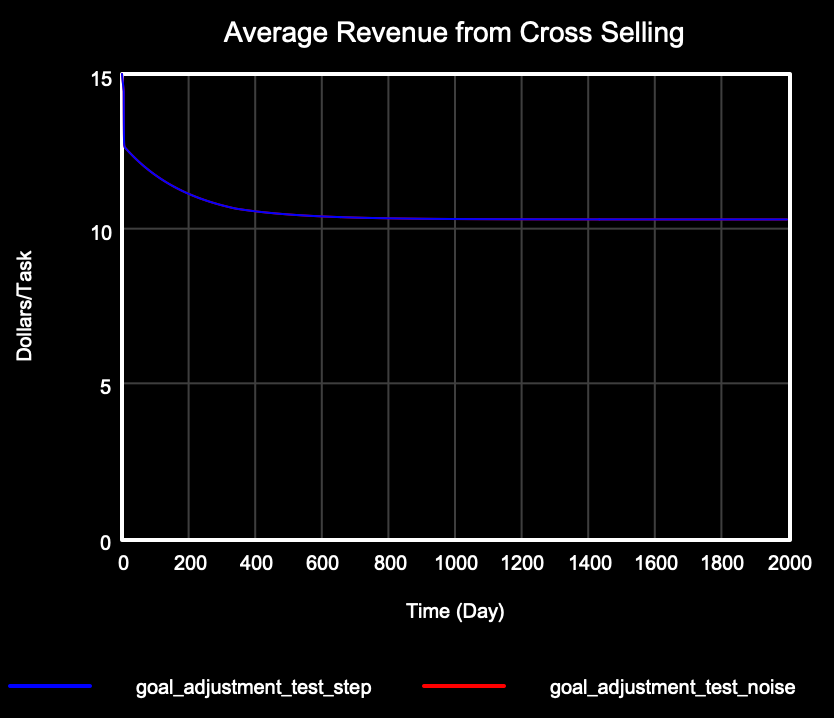 Average Revenue from Cross Selling
15
10
5
0
Dollars/Task
0 200 400 600 800 1000 1200 1400 1600 1800 2000
Time (Day)
goal_adjustment_test_step goal_adjustment_test_noise